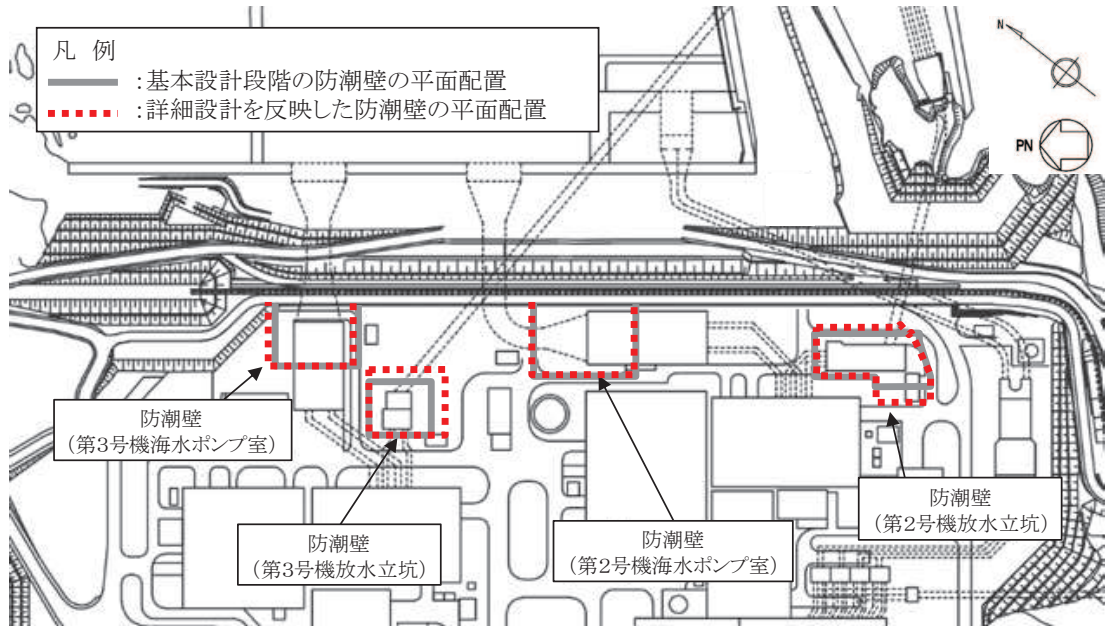 凡 例
:基本設計段階の防潮壁の平面配置
:詳細設計を反映した防潮壁の平面配置
N
PN
防潮壁
(第3号機海水ポンプ室)
防潮壁
(第3号機放水立坑)
防潮壁
(第2号機海水ポンプ室)
防潮壁
(第2号機放水立坑)